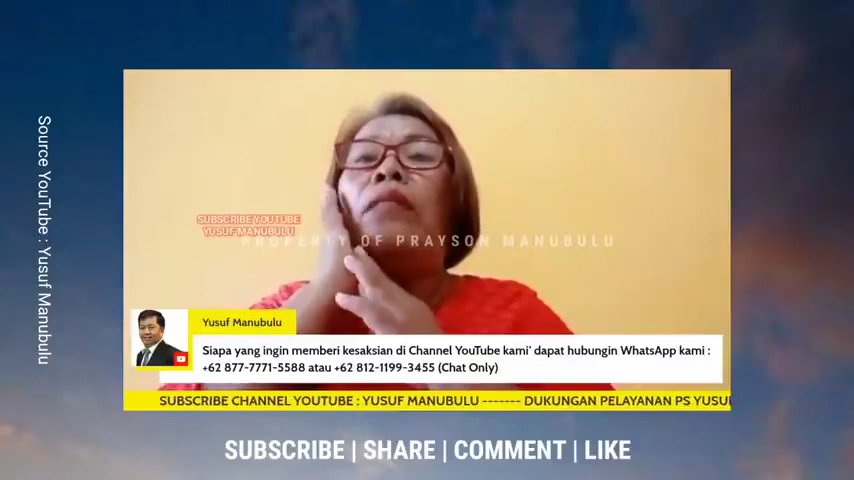 Source YouTube : Yusuf Manubulu
SUBSCRIBE YOUTUBE
YUSUF MANUBULU
PROPERTY OF PRAYSON MANUBULU
Yusuf Manubulu
Siapa yang ingin memberi kesaksian di Channel YouTube kami' dapat hubungin WhatsApp kami :
+62 877-7771-5588 atau +62 812-1199-3455 (Chat Only)
SUBSCRIBE CHANNEL YOUTUBE : YUSUF MANUBULU ------- DUKUNGAN PELAYANAN PS YUSU
SUBSCRIBE | SHARE | COMMENT | LIKE